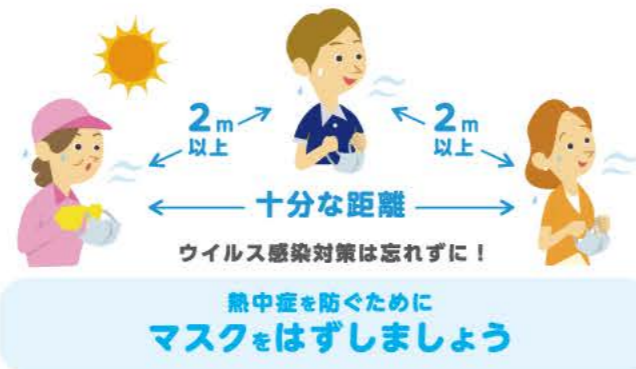 2m
以上
2m
以上
十分な距離
ウイルス感染対策は忘れずに!
熱中症を防ぐために
マスクをはずしましょう